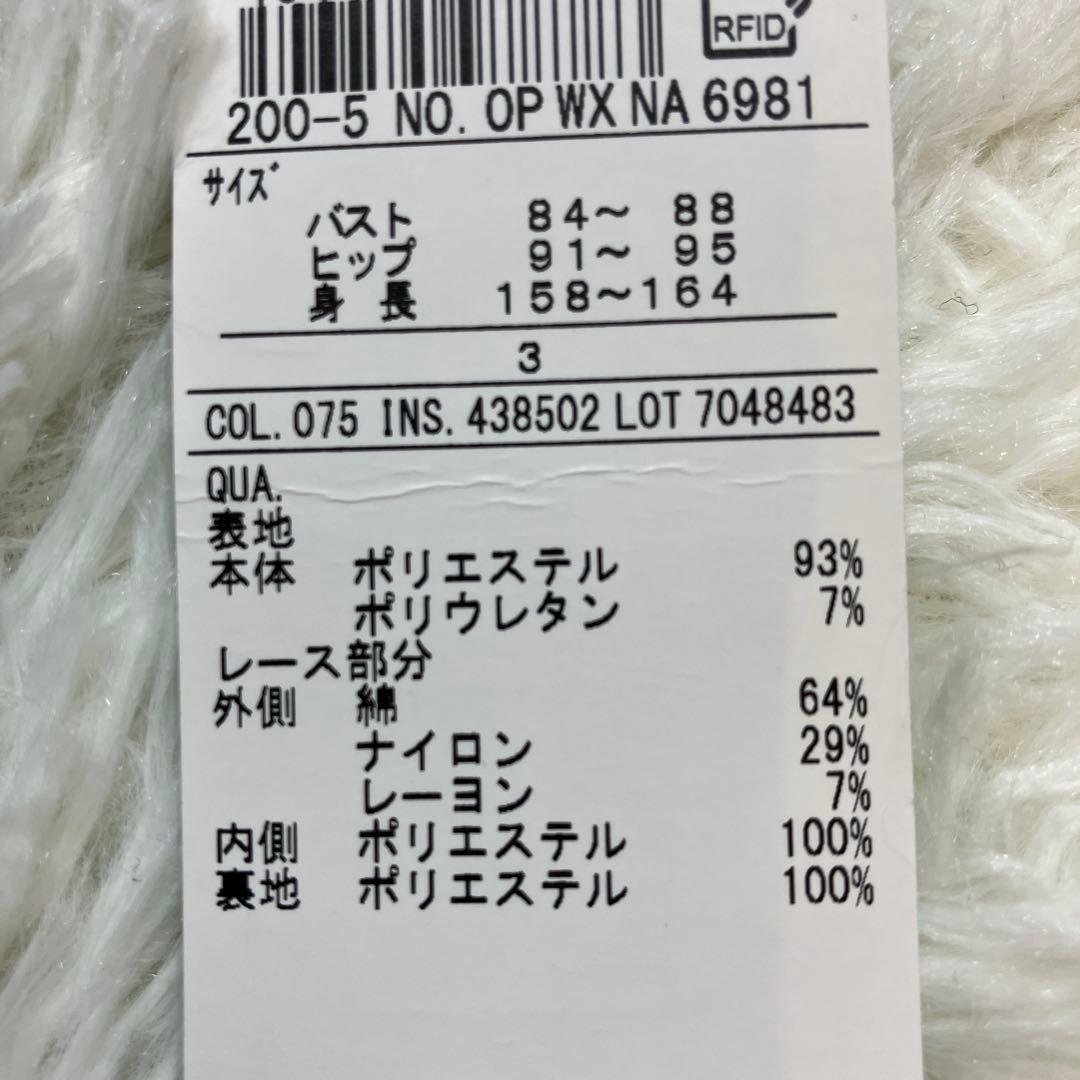 RFID
200-5 NO. OP WX NA 6981
サイズ
バスト 84～ 88
ヒップ 91～ 95
身 長 158～164
3
COL. 075 INS. 438502 LOT 7048483
QUA.
表地
本体 ポリエステル 93%
ポリウレタン 7%
レース部分
外側 綿 64%
ナイロン 29%
レーヨン 7%
内側 ポリエステル 100%
裏地 ポリエステル 100%